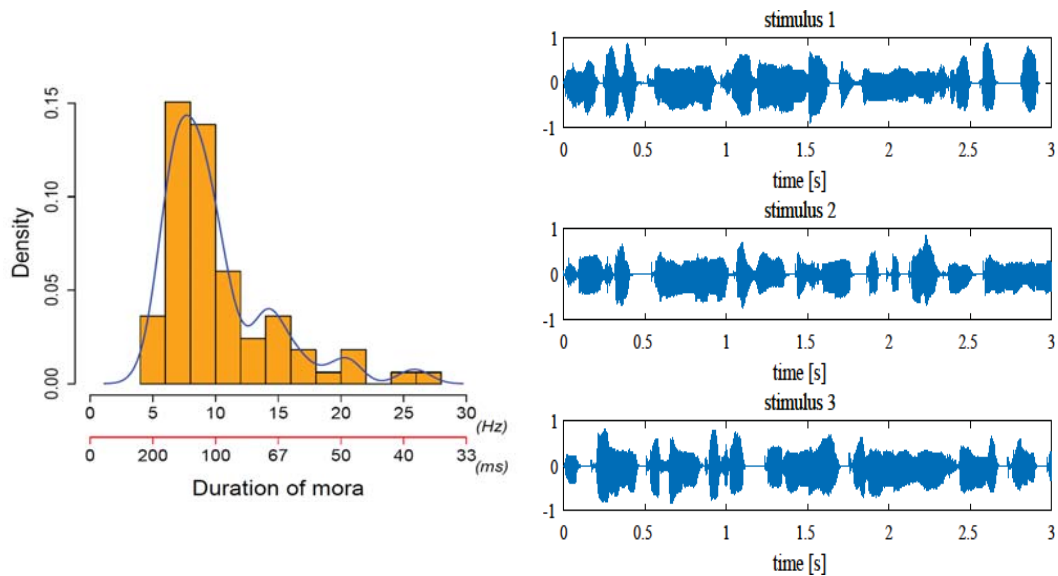 0.15
0.10
0.05
0.00
Density
0 5 10 15 20 25 30
(Hz)
0 200 100 67 50 40 33
(ms)
Duration of mora
stimulus 1
1
0
-1
0 0.5 1 1.5 2 2.5 3
time [s]
stimulus 2
1
0
-1
0 0.5 1 1.5 2 2.5 3
time [s]
stimulus 3
1
0
-1
0 0.5 1 1.5 2 2.5 3
time [s]